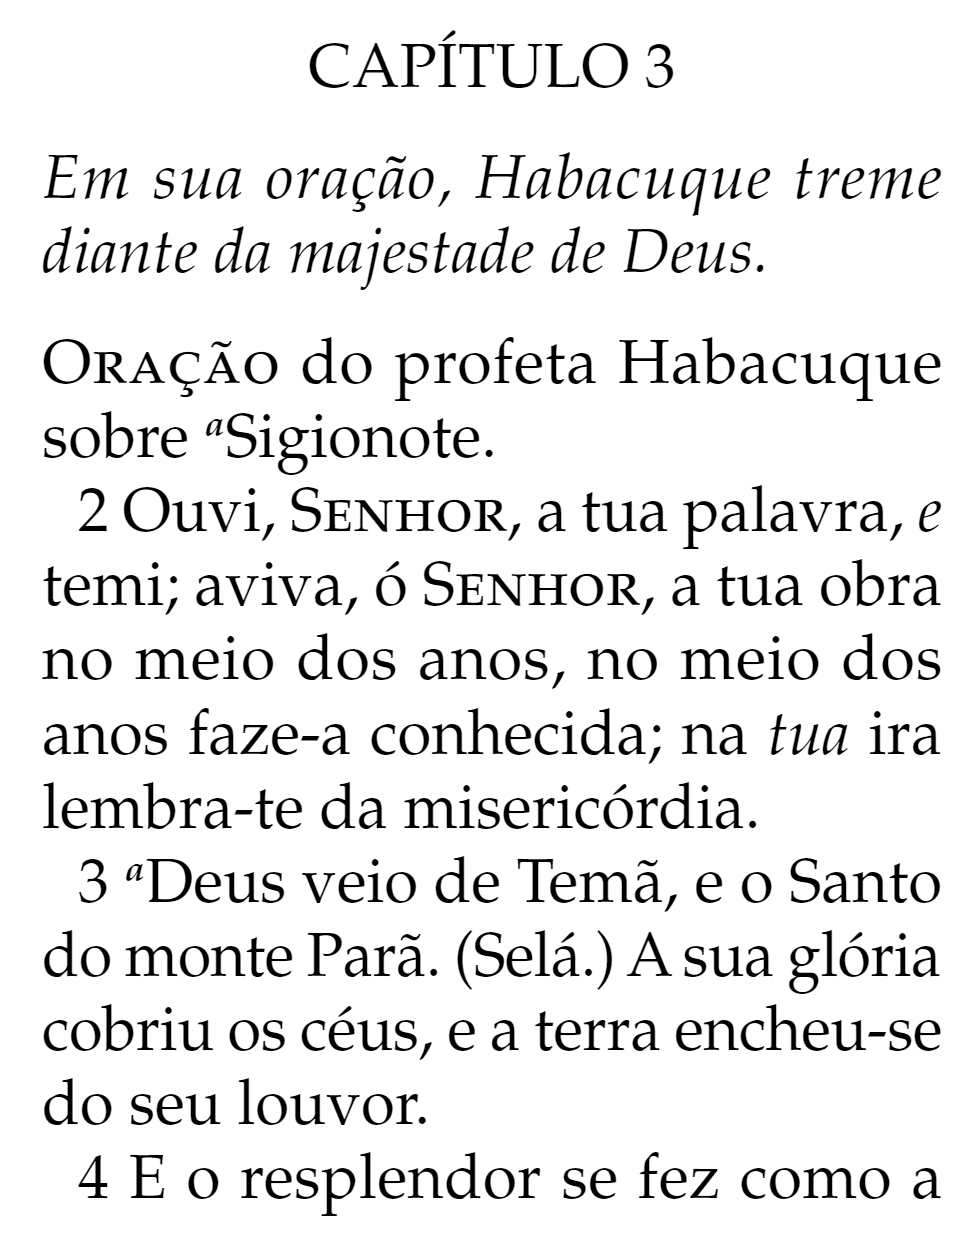 CAPÍTULO 3
Em sua oração, Habacuque treme
diante da majestade de Deus.
ORAÇÃO do profeta Habacuque
sobre ᵃSigionote.
2 Ouvi, SENHOR, a tua palavra, e
temi; aviva, ó SENHOR, a tua obra
no meio dos anos, no meio dos
anos faze-a conhecida; na tua ira
lembra-te da misericórdia.
3 ᵃDeus veio de Temã, e o Santo
do monte Parã. (Selá.) A sua glória
cobriu os céus, e a terra encheu-se
do seu louvor.
4 E o resplendor se fez como a